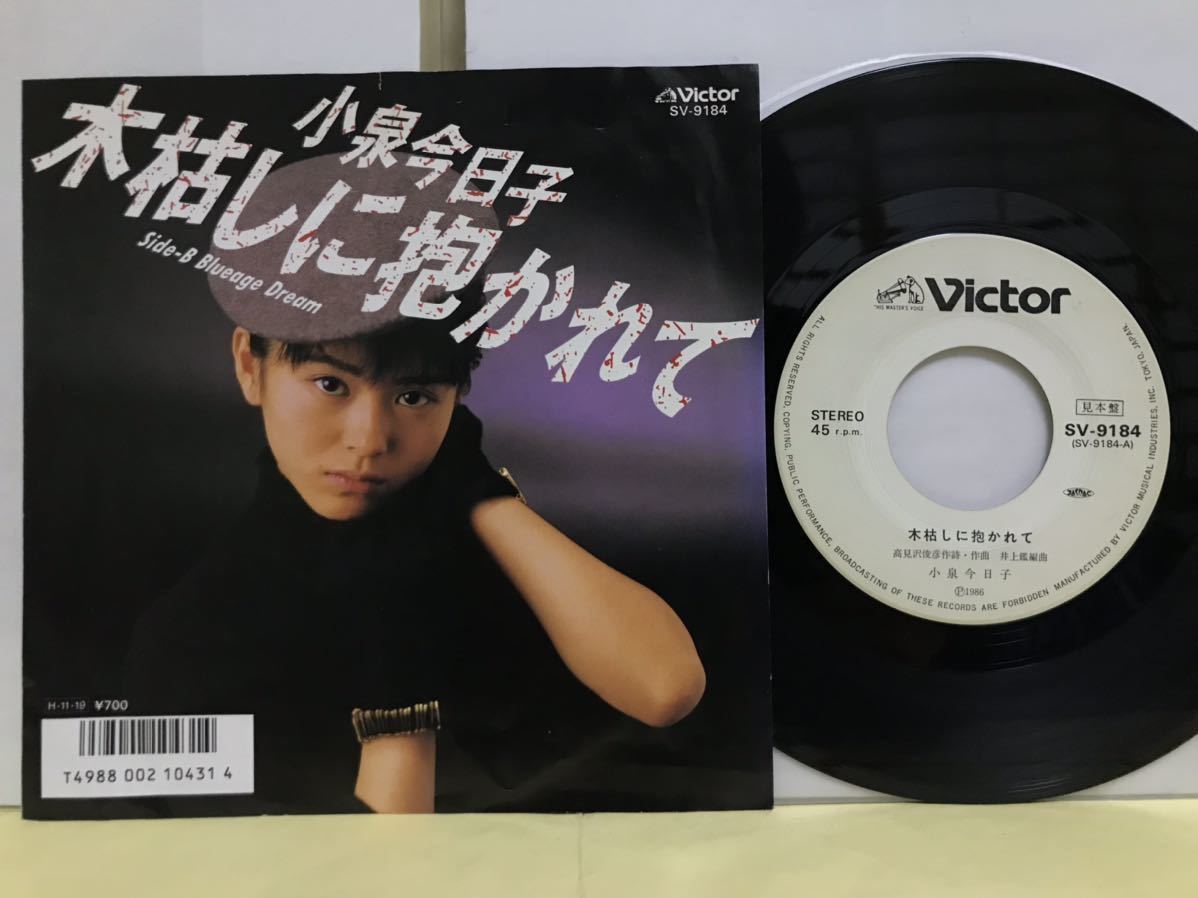 小泉今日子
木枯しに抱かれて
Side-B Blueage Dream
Victor
SV-9184
H・11・19 ¥700
T4988 002 10431 4
Victor
"HIS MASTER'S VOICE"
STEREO
45 r.p.m.
見本盤
SV-9184
(SV-9184-A)
JASRAC
木枯しに抱かれて
高見沢俊彦作詩・作曲 井上鑑編曲
小泉今日子
Ⓟ1986
ALL RIGHTS RESERVED. COPYING, PUBLIC PERFORMANCE, BROADCASTING OF THESE RECORDS ARE FORBIDDEN MANUFACTURED BY VICTOR MUSICAL INDUSTRIES, INC. TOKYO, JAPAN.